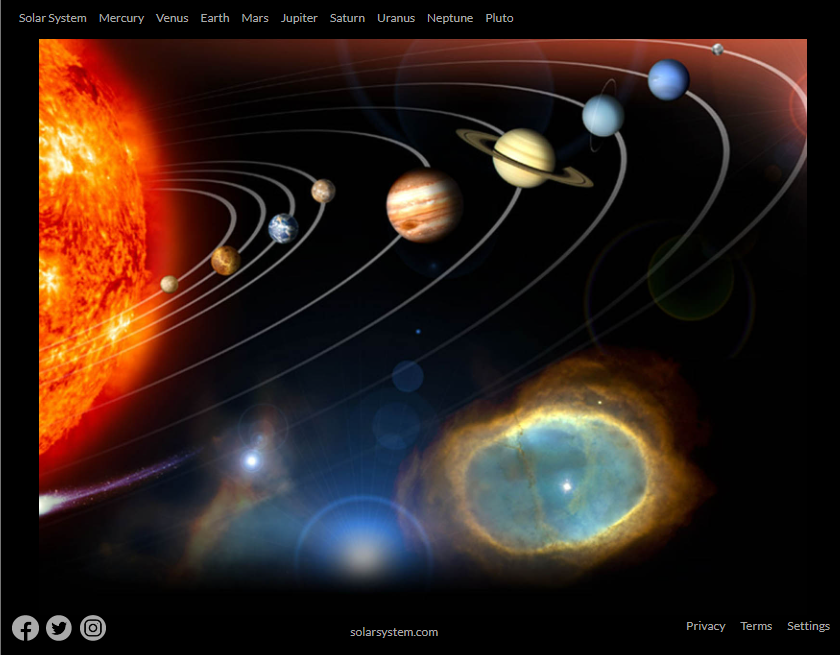 Solar System Mercury Venus Earth Mars Jupiter Saturn Uranus Neptune Pluto
solarsystem.com
Privacy Terms Settings